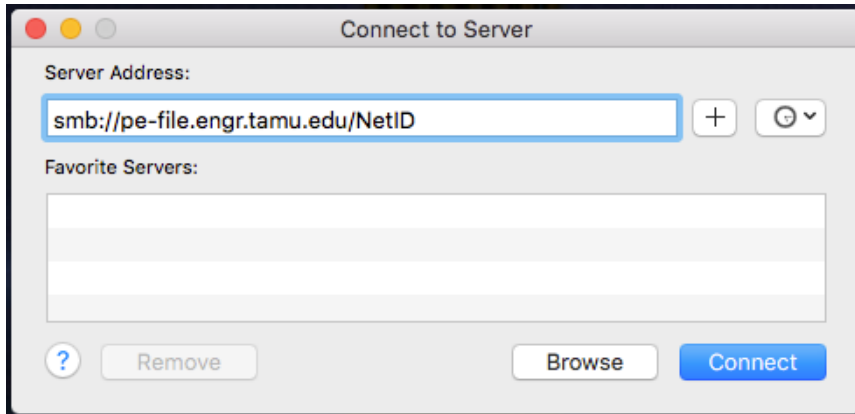 Connect to Server
Server Address:
smb://pe-file.engr.tamu.edu/NetID
+
Favorite Servers:
?
Remove
Browse
Connect